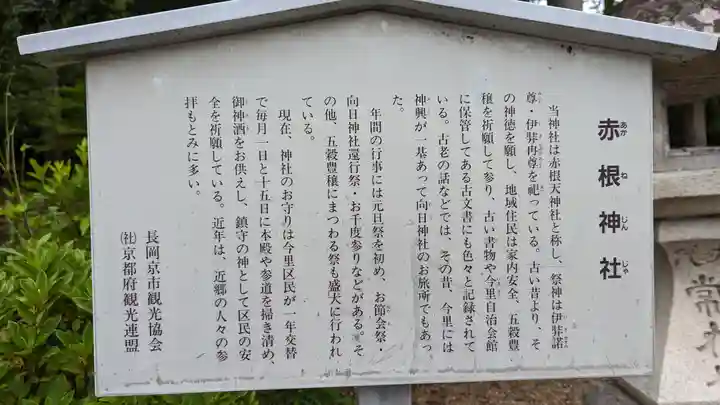 赤根神社
あかねじんじゃ
当神社は赤根天神社と称し、祭神は伊弉諾
尊・伊弉冉尊を祀っている。古い昔より、そ
の神徳を願し、地域住民は家内安全、五穀豊
穣を祈願して参り、古い書物や今里自治会館
に保管してある古文書にも色々と記録されて
いる。古老の話などでは、その昔、今里には
神輿が一基あって向日神社のお旅所でもあっ
た。
年間の行事には元旦祭を初め、お節会祭・
向日神社還行祭・お千度参りなどがある。そ
の他、五穀豊穣にまつわる祭も盛大に行われ
ている。
現在、神社のお守りは今里区民が一年交替
で毎月一日と十五日に本殿や参道を掃き清め、
御神酒をお供えし、鎮守の神として区民の安
全を祈願している。近年は、近郷の人々の参
拝もとみに多い。
長岡京市観光協会
㈳京都府観光連盟
常